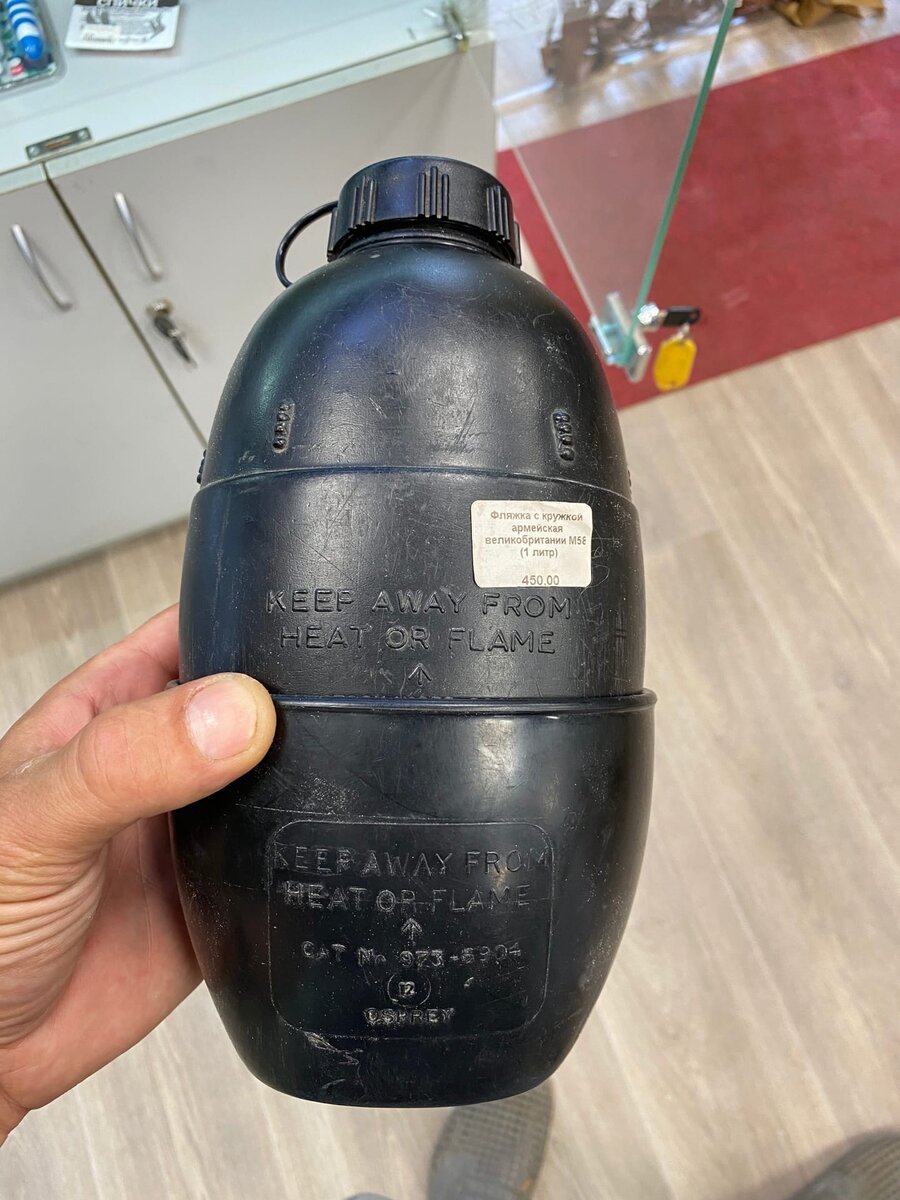 СПИЧКИ
Фляжка с кружкой
армейская
великобритании М58
(1 литр)
450.00
KEEP AWAY FROM
HEAT OR FLAME
KEEP AWAY FROM
HEAT OR FLAME
CAT No 973-6904
12
OSPREY